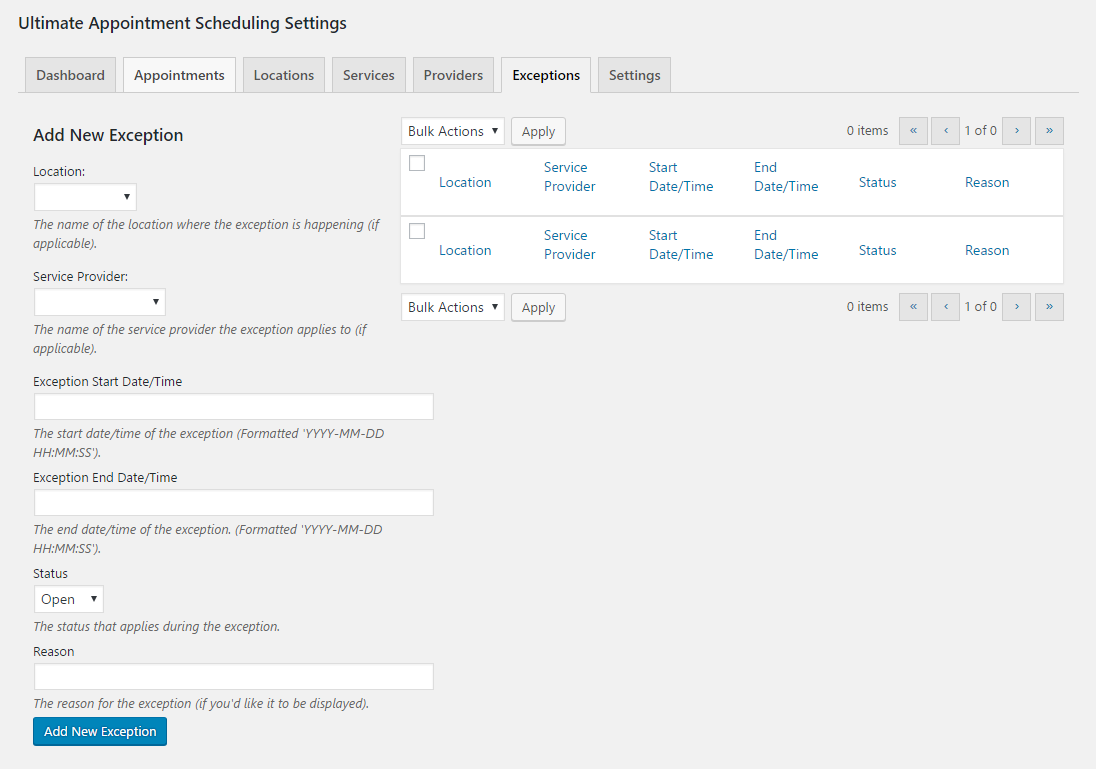 Ultimate Appointment Scheduling Settings
Dashboard Appointments Locations Services Providers Exceptions Settings
Add New Exception
Location:
The name of the location where the exception is happening (if
applicable).
Service Provider:
The name of the service provider the exception applies to (if
applicable).
Exception Start Date/Time
The start date/time of the exception (Formatted 'YYYY-MM-DD
HH:MM:SS').
Exception End Date/Time
The end date/time of the exception. (Formatted 'YYYY-MM-DD
HH:MM:SS').
Status
Open
The status that applies during the exception.
Reason
The reason for the exception (if you'd like it to be displayed).
Add New Exception
Bulk Actions Apply 0 items « ‹ 1 of 0 › »
Location Service Provider Start Date/Time End Date/Time Status Reason
Location Service Provider Start Date/Time End Date/Time Status Reason
Bulk Actions Apply 0 items « ‹ 1 of 0 › »